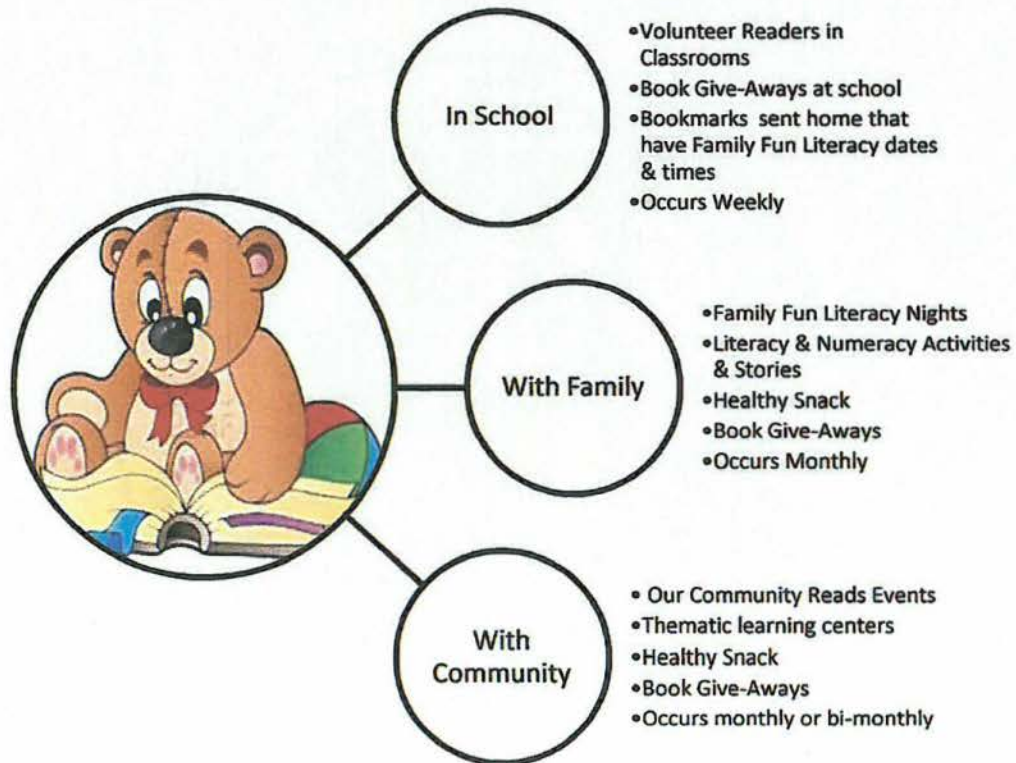 In School
•Volunteer Readers in
Classrooms
•Book Give-Aways at school
•Bookmarks sent home that
have Family Fun Literacy dates
& times
•Occurs Weekly
With Family
•Family Fun Literacy Nights
•Literacy & Numeracy Activities
& Stories
•Healthy Snack
•Book Give-Aways
•Occurs Monthly
With
Community
• Our Community Reads Events
•Thematic learning centers
•Healthy Snack
•Book Give-Aways
•Occurs monthly or bi-monthly